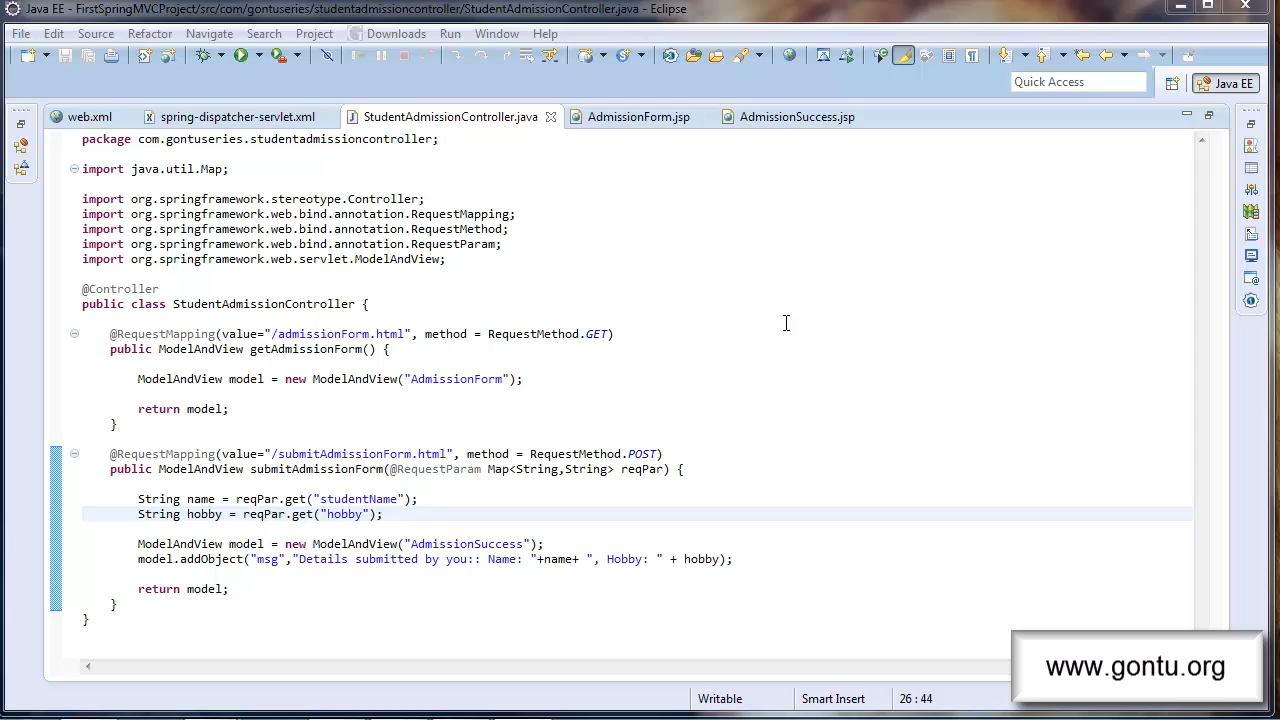 Java EE - FirstSpringMVCProject/src/com/gontuseries/studentadmissioncontroller/StudentAdmissionController.java - Eclipse
File Edit Source Refactor Navigate Search Project Downloads Run Window Help
Quick Access Java EE
web.xml spring-dispatcher-servlet.xml StudentAdmissionController.java AdmissionForm.jsp AdmissionSuccess.jsp
package com.gontuseries.studentadmissioncontroller;
import java.util.Map;
import org.springframework.stereotype.Controller;
import org.springframework.web.bind.annotation.RequestMapping;
import org.springframework.web.bind.annotation.RequestMethod;
import org.springframework.web.bind.annotation.RequestParam;
import org.springframework.web.servlet.ModelAndView;
@Controller
public class StudentAdmissionController {
@RequestMapping(value="/admissionForm.html", method = RequestMethod.GET)
public ModelAndView getAdmissionForm() {
ModelAndView model = new ModelAndView("AdmissionForm");
return model;
}
@RequestMapping(value="/submitAdmissionForm.html", method = RequestMethod.POST)
public ModelAndView submitAdmissionForm(@RequestParam Map<String,String> reqPar) {
String name = reqPar.get("studentName");
String hobby = reqPar.get("hobby");
ModelAndView model = new ModelAndView("AdmissionSuccess");
model.addObject("msg","Details submitted by you:: Name: "+name+ ", Hobby: " + hobby);
return model;
}
}
www.gontu.org
Writable Smart Insert 26 : 44